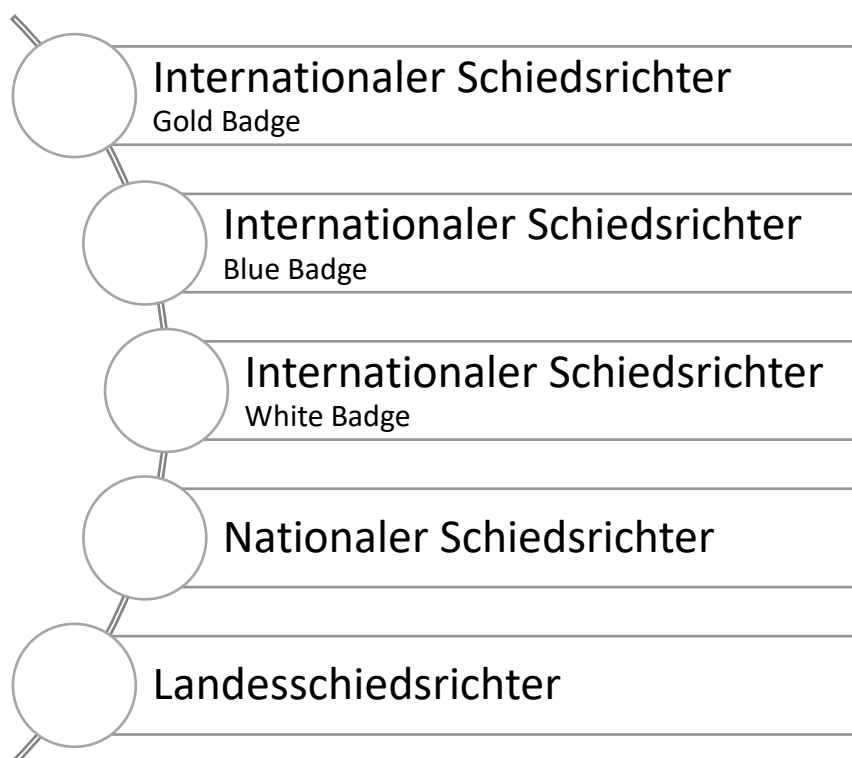 Internationaler Schiedsrichter
Gold Badge
Internationaler Schiedsrichter
Blue Badge
Internationaler Schiedsrichter
White Badge
Nationaler Schiedsrichter
Landesschiedsrichter